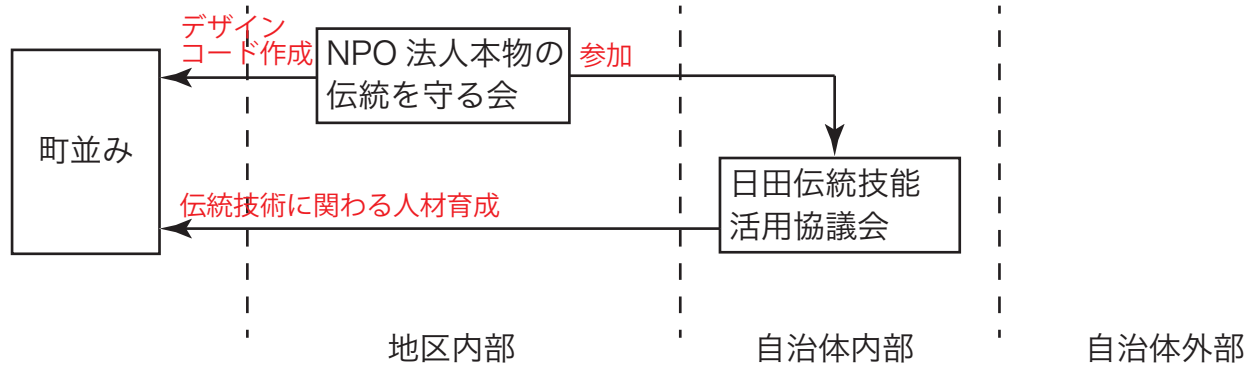 デザイン
コード作成
NPO 法人本物の
伝統を守る会
参加
町並み
日田伝統技能
活用協議会
伝統技術に関わる人材育成
地区内部
自治体内部
自治体外部